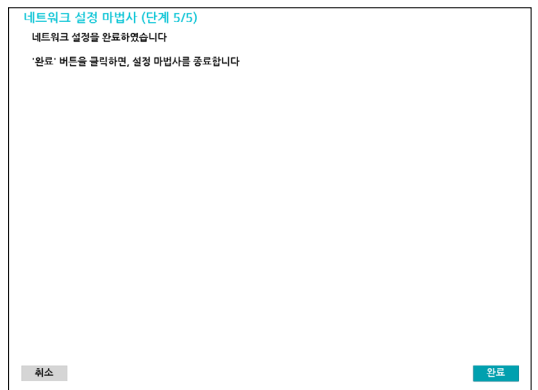 네트워크 설정 마법사 (단계 5/5)
네트워크 설정을 완료하였습니다
'완료' 버튼을 클릭하면, 설정 마법사를 종료합니다
취소
완료